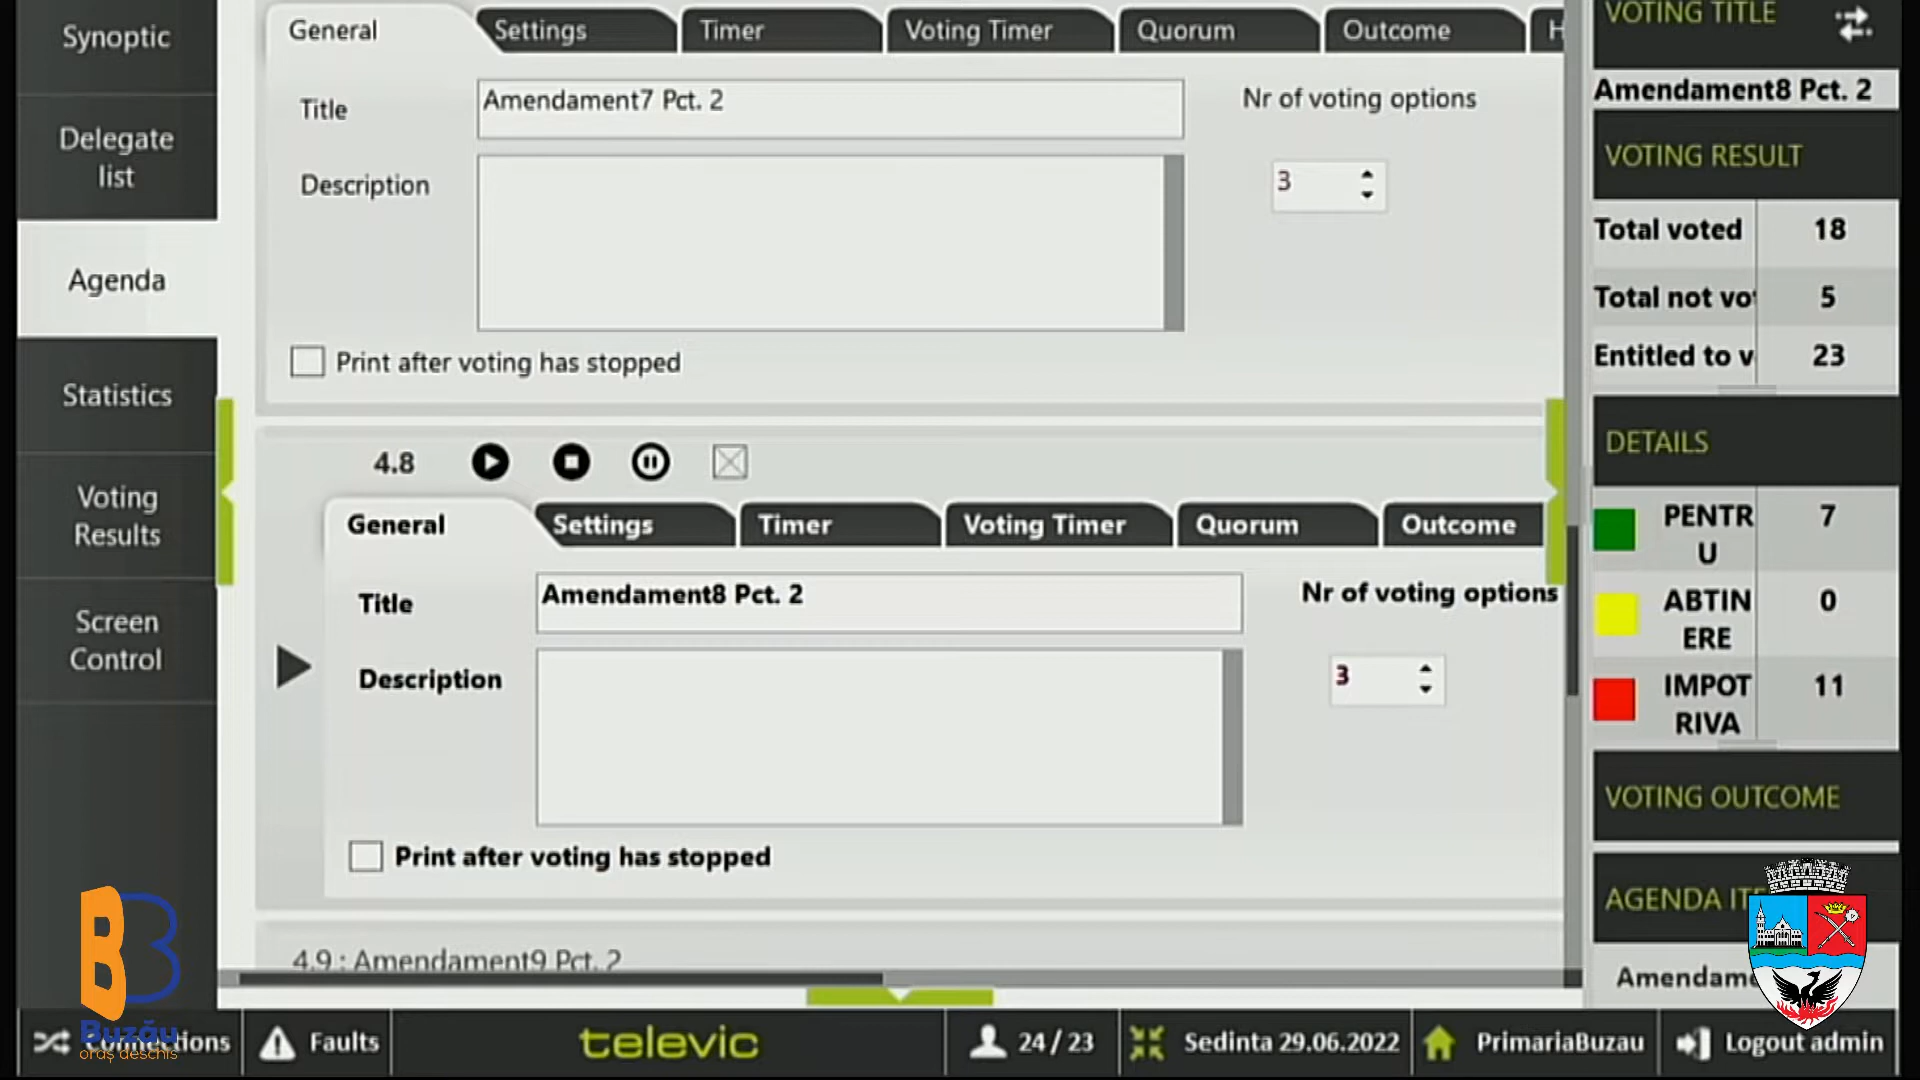 Synoptic
Delegate
list
Agenda
Statistics
Voting
Results
Screen
Control
General
Settings
Timer
Voting Timer
Quorum
Outcome
H
Title
Amendament7 Pct. 2
Nr of voting options
Description
3
Print after voting has stopped
4.8
General
Settings
Timer
Voting Timer
Quorum
Outcome
Title
Amendament8 Pct. 2
Nr of voting options
Description
3
Print after voting has stopped
4.9 : Amendament9 Pct. 2
VOTING TITLE
Amendament8 Pct. 2
VOTING RESULT
Total voted 18
Total not vo 5
Entitled to v 23
DETAILS
PENTR
U
7
ABTIN
ERE
0
IMPOT
RIVA
11
VOTING OUTCOME
AGENDA ITE
Amendame
Buzău
oraș deschis
Connections
Faults
televic
24 / 23
Sedinta 29.06.2022
PrimariaBuzau
Logout admin